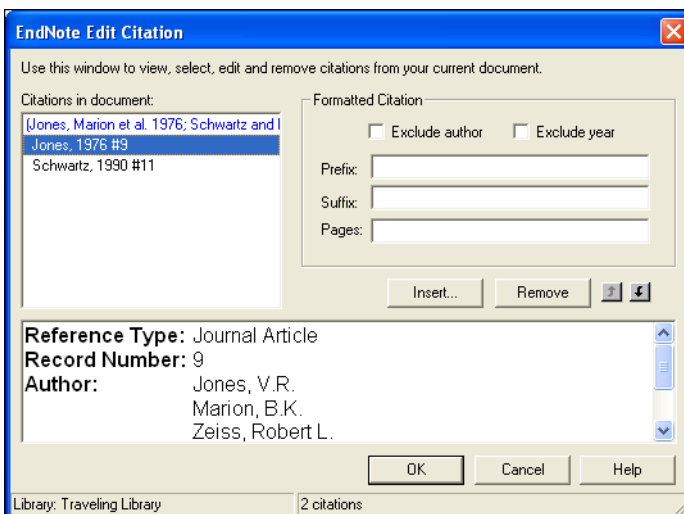 EndNote Edit Citation
Use this window to view, select, edit and remove citations from your current document.
Citations in document:
(Jones, Marion et al. 1976; Schwartz and
Jones, 1976 #9
Schwartz, 1990 #11
Formatted Citation
Exclude author Exclude year
Prefix:
Suffix:
Pages:
Insert... Remove
Reference Type: Journal Article
Record Number: 9
Author: Jones, V.R.
Marion, B.K.
Zeiss, Robert L.
OK Cancel Help
Library: Traveling Library 2 citations